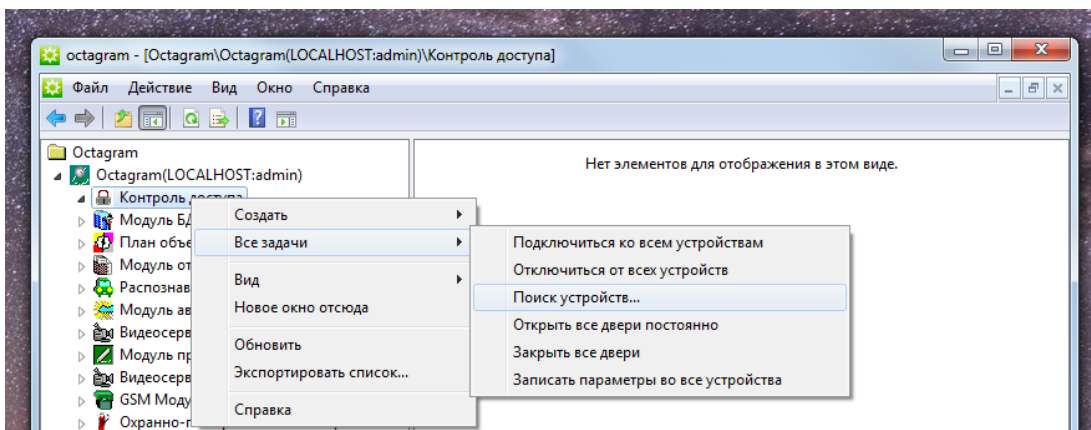 octagram - [Octagram\Octagram(LOCALHOST:admin)\Контроль доступа]
Файл Действие Вид Окно Справка
Octagram
Octagram(LOCALHOST:admin)
Контроль доступа
Модуль БД
План объе
Модуль от
Распознав
Модуль ав
Видеосерв
Модуль пр
Видеосерв
GSM Моду
Охранно-п
Нет элементов для отображения в этом виде.
Создать
Все задачи
Вид
Новое окно отсюда
Обновить
Экспортировать список...
Справка
Подключиться ко всем устройствам
Отключиться от всех устройств
Поиск устройств...
Открыть все двери постоянно
Закрыть все двери
Записать параметры во все устройства